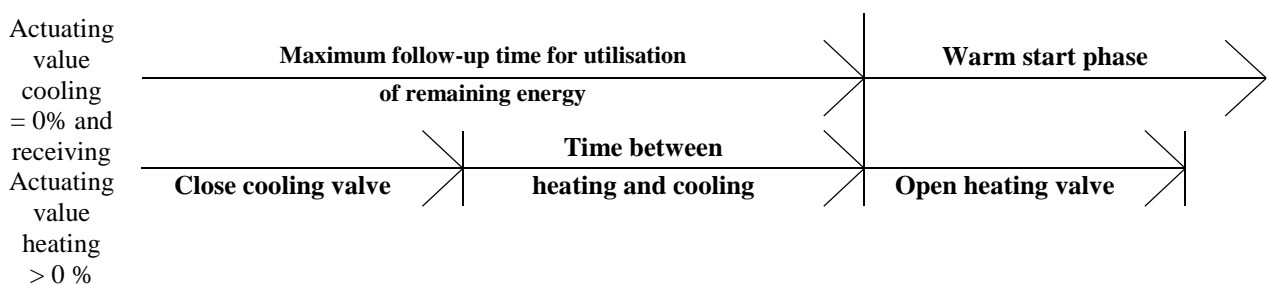 Actuating
value
cooling
= 0% and
receiving
Actuating
value
heating
> 0 %
Maximum follow-up time for utilisation
of remaining energy
Warm start phase
Close cooling valve
Time between
heating and cooling
Open heating valve